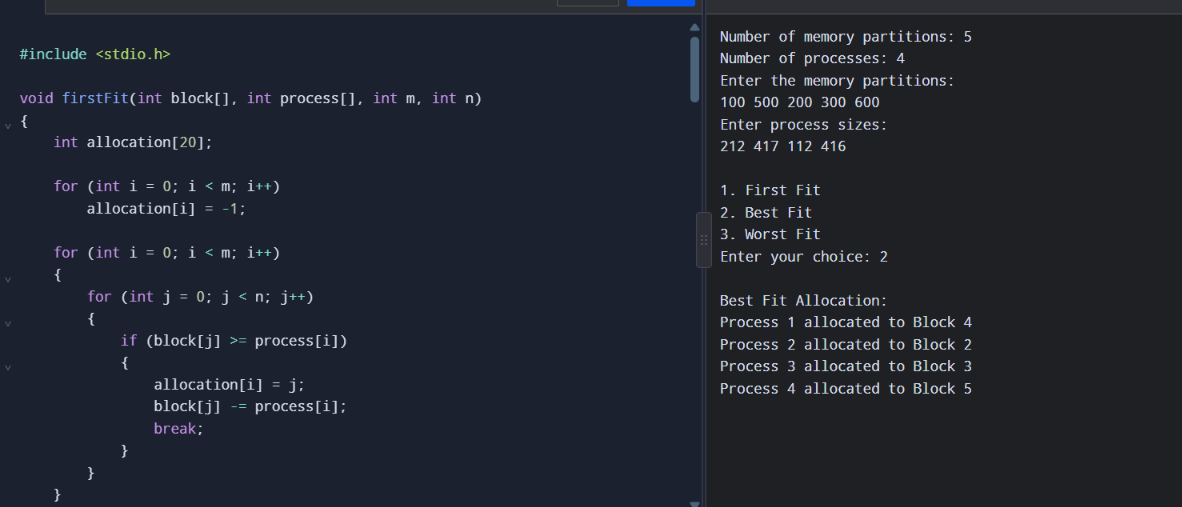 #include <stdio.h>
void firstFit(int block[], int process[], int m, int n)
{
    int allocation[20];
    for (int i = 0; i < m; i++)
        allocation[i] = -1;
    for (int i = 0; i < m; i++)
    {
        for (int j = 0; j < n; j++)
        {
            if (block[j] >= process[i])
            {
                allocation[i] = j;
                block[j] -= process[i];
                break;
            }
        }
    }
Number of memory partitions: 5
Number of processes: 4
Enter the memory partitions:
100 500 200 300 600
Enter process sizes:
212 417 112 416
1. First Fit
2. Best Fit
3. Worst Fit
Enter your choice: 2
Best Fit Allocation:
Process 1 allocated to Block 4
Process 2 allocated to Block 2
Process 3 allocated to Block 3
Process 4 allocated to Block 5